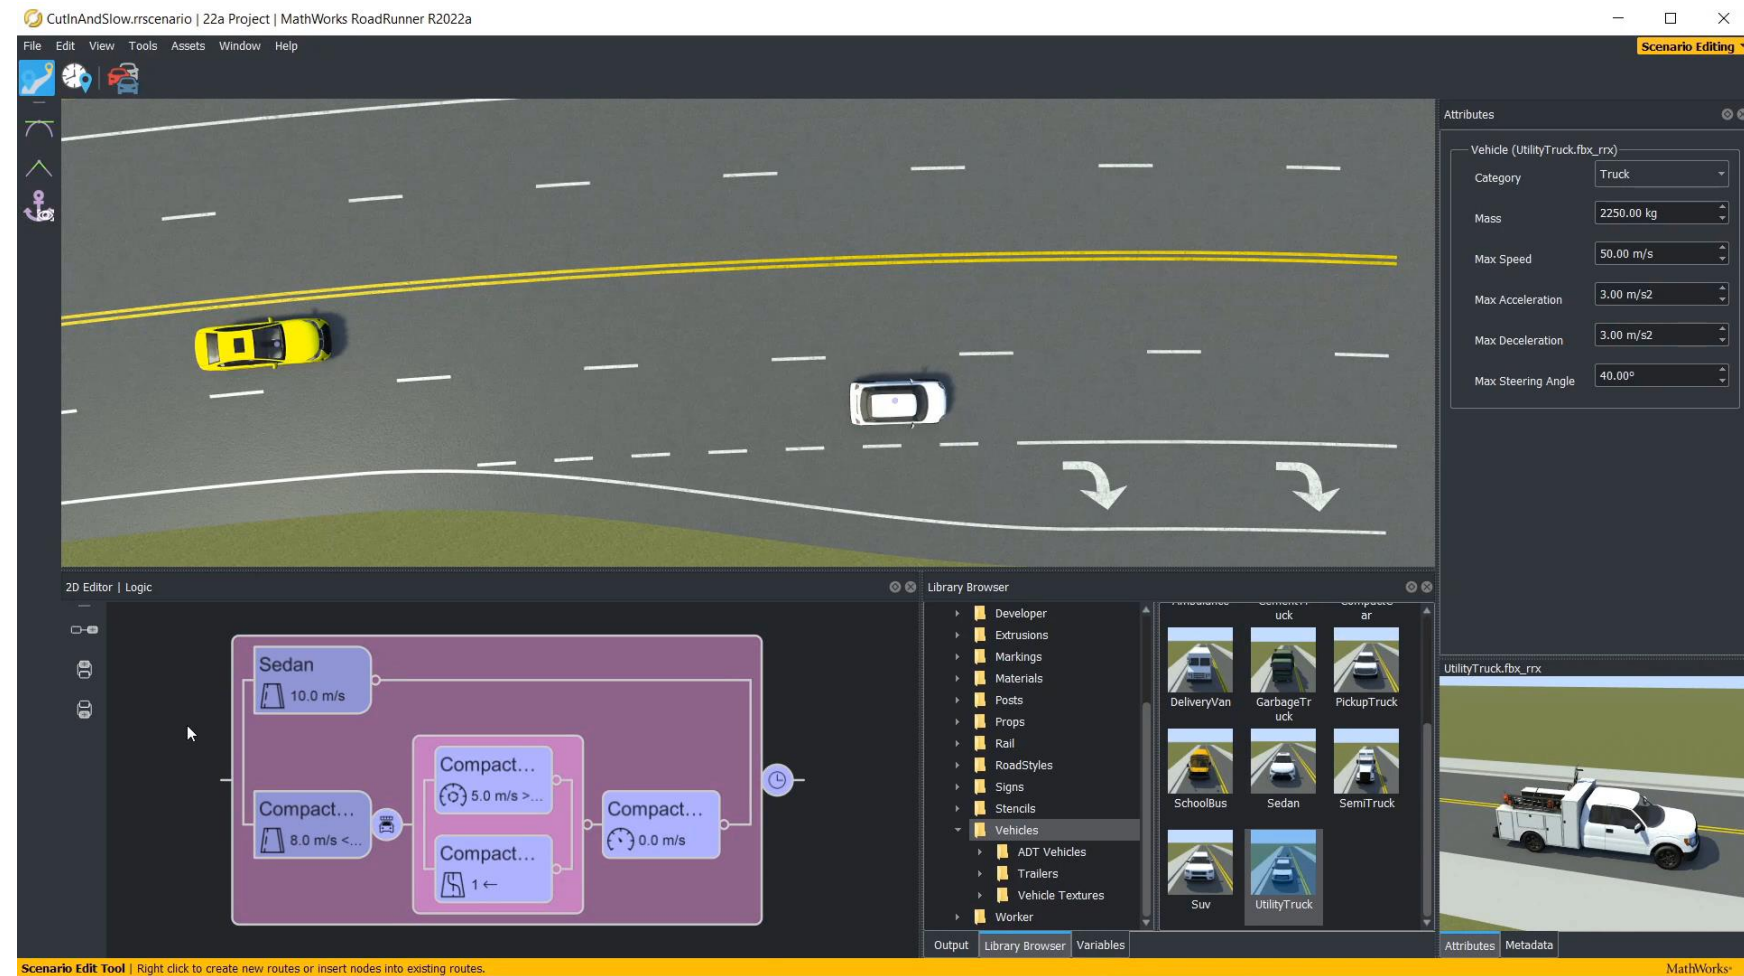 CutInAndSlow.rrscenario | 22a Project | MathWorks RoadRunner R2022a
File Edit View Tools Assets Window Help
Scenario Editing
Attributes
Vehicle (UtilityTruck.fbx_rrx)
Category Truck
Mass 2250.00 kg
Max Speed 50.00 m/s
Max Acceleration 3.00 m/s2
Max Deceleration 3.00 m/s2
Max Steering Angle 40.00º
2D Editor | Logic
Sedan
10.0 m/s
Compact...
8.0 m/s <...
Compact...
5.0 m/s >...
Compact...
1 ←
Compact...
0.0 m/s
Library Browser
Developer
Extrusions
Markings
Materials
Posts
Props
Rail
RoadStyles
Signs
Stencils
Vehicles
ADT Vehicles
Trailers
Vehicle Textures
Worker
uck
ar
DeliveryVan
GarbageTr
uck
PickupTruck
SchoolBus
Sedan
SemiTruck
Suv
UtilityTruck
Output Library Browser Variables
UtilityTruck.fbx_rrx
Attributes Metadata
Scenario Edit Tool | Right click to create new routes or insert nodes into existing routes.
MathWorks